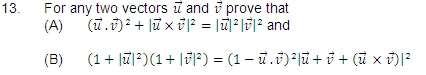 13. For any two vectors u⃗ and v⃗ prove that
(A) (u⃗ . v⃗)² + |u⃗ × v⃗|² = |u⃗|²|v⃗|² and
(B) (1 + |u⃗|²)(1 + |v⃗|²) = (1 − u⃗ . v⃗)²|u⃗ + v⃗ + (u⃗ × v⃗)|²